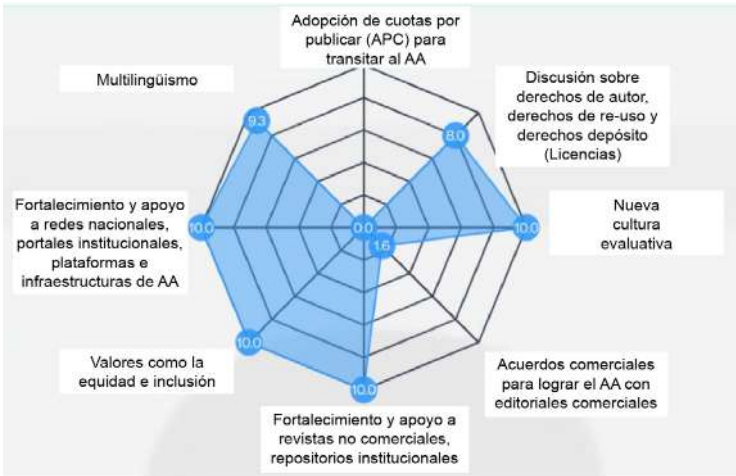 Adopción de cuotas por
publicar (APC) para
transitar al AA
Multilingüismo
Discusión sobre
derechos de autor,
derechos de re-uso y
derechos depósito
(Licencias)
9.3
8.0
Fortalecimiento y apoyo
a redes nacionales,
portales institucionales,
plataformas e
infraestructuras de AA
10.0
0.0
10.0
Nueva
cultura
evaluativa
1.6
Valores como la
equidad e inclusión
10.0
10.0
Acuerdos comerciales
para lograr el AA con
editoriales comerciales
Fortalecimiento y apoyo a
revistas no comerciales,
repositorios institucionales